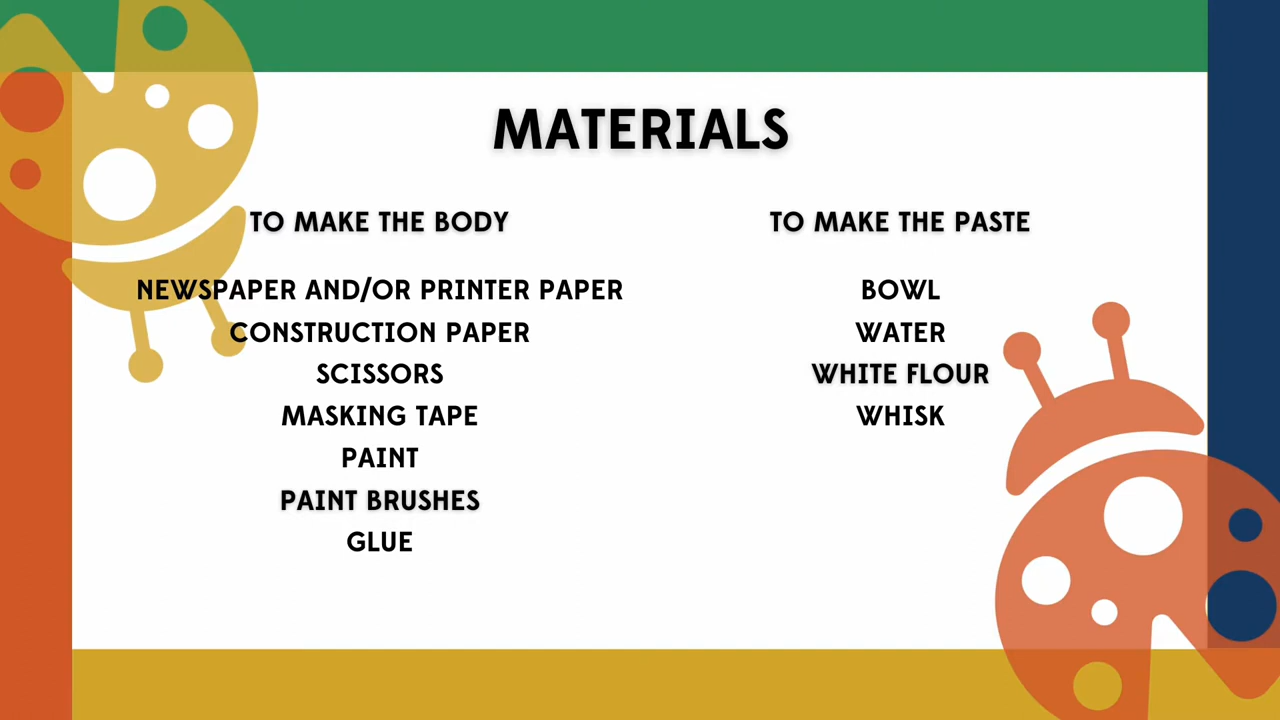 MATERIALS
TO MAKE THE BODY
NEWSPAPER AND/OR PRINTER PAPER
CONSTRUCTION PAPER
SCISSORS
MASKING TAPE
PAINT
PAINT BRUSHES
GLUE
TO MAKE THE PASTE
BOWL
WATER
WHITE FLOUR
WHISK